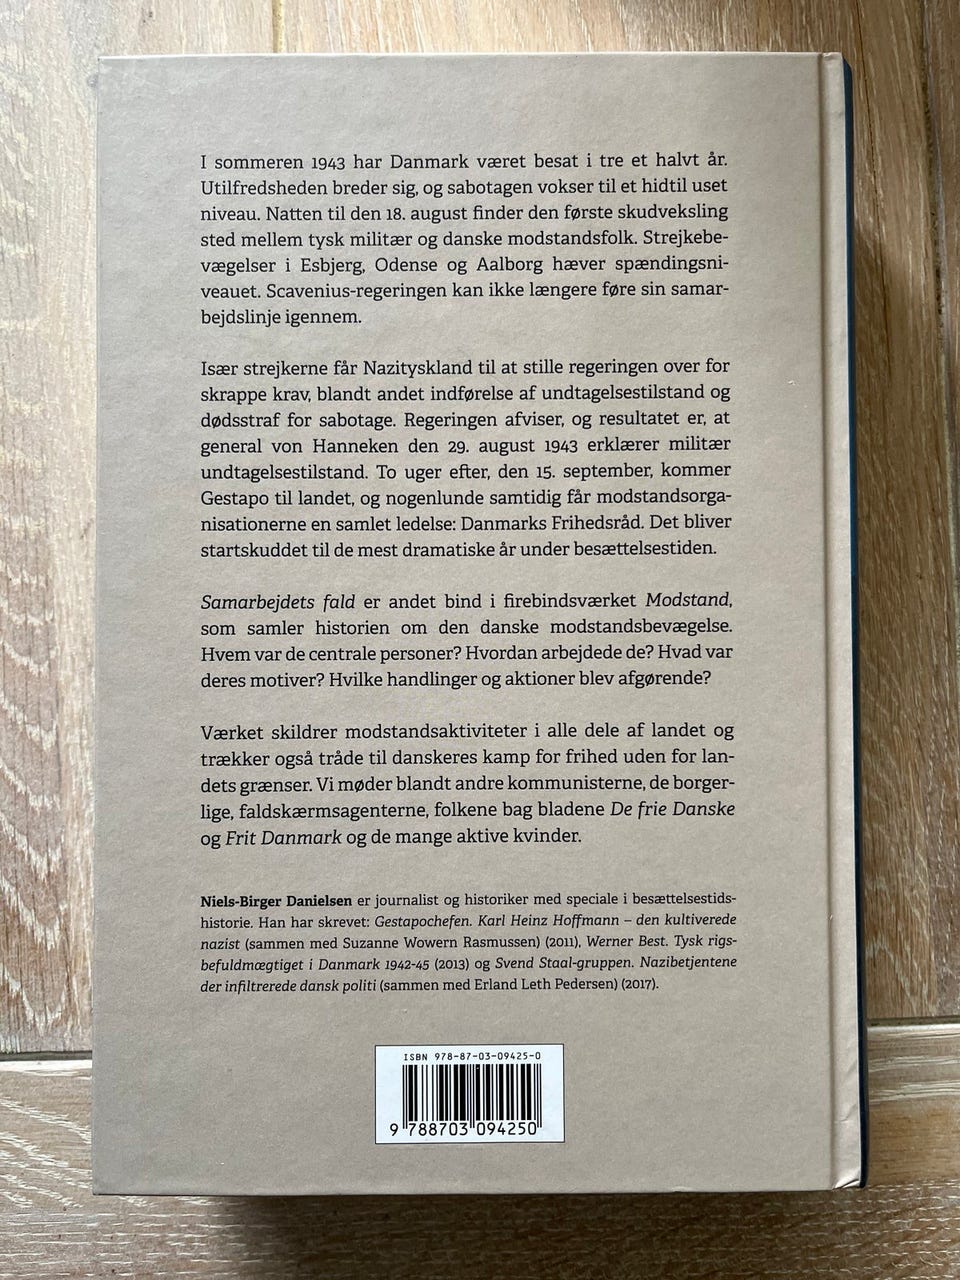 I sommeren 1943 har Danmark været besat i tre et halvt år.
Utilfredsheden breder sig, og sabotagen vokser til et hidtil uset
niveau. Natten til den 18. august finder den første skudveksling
sted mellem tysk militær og danske modstandsfolk. Strejkebe-
vægelser i Esbjerg, Odense og Aalborg hæver spændingsni-
veauet. Scavenius-regeringen kan ikke længere føre sin samar-
bejdslinje igennem.
Især strejkerne får Nazityskland til at stille regeringen over for
skrappe krav, blandt andet indførelse af undtagelsestilstand og
dødsstraf for sabotage. Regeringen afviser, og resultatet er, at
general von Hanneken den 29. august 1943 erklærer militær
undtagelsestilstand. To uger efter, den 15. september, kommer
Gestapo til landet, og nogenlunde samtidig får modstandsorga-
nisationerne en samlet ledelse: Danmarks Frihedsråd. Det bliver
startskuddet til de mest dramatiske år under besættelsestiden.
Samarbejdets fald er andet bind i firebindsværket Modstand,
som samler historien om den danske modstandsbevægelse.
Hvem var de centrale personer? Hvordan arbejdede de? Hvad var
deres motiver? Hvilke handlinger og aktioner blev afgørende?
Værket skildrer modstandsaktiviteter i alle dele af landet og
trækker også tråde til danskeres kamp for frihed uden for lan-
dets grænser. Vi møder blandt andre kommunisterne, de borger-
lige, faldskærmsagenterne, folkene bag bladene De frie Danske
og Frit Danmark og de mange aktive kvinder.
Niels-Birger Danielsen er journalist og historiker med speciale i besættelsestids-
historie. Han har skrevet: Gestapochefen. Karl Heinz Hoffmann – den kultiverede
nazist (sammen med Suzanne Wowern Rasmussen) (2011), Werner Best. Tysk rigs-
befuldmægtiget i Danmark 1942-45 (2013) og Svend Staal-gruppen. Nazibetjentene
der infiltrerede dansk politi (sammen med Erland Leth Pedersen) (2017).
ISBN 978-87-03-09425-0
9 788703 094250